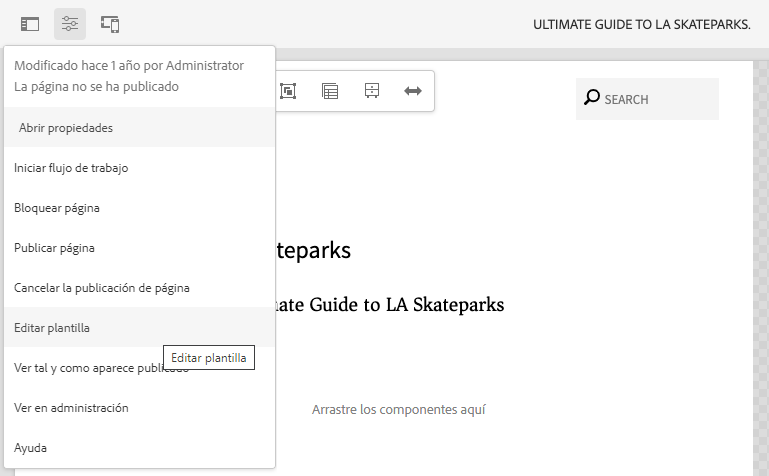 ULTIMATE GUIDE TO LA SKATEPARKS.
Modificado hace 1 año por Administrator
La página no se ha publicado
Abrir propiedades
Iniciar flujo de trabajo
Bloquear página
Publicar página
Cancelar la publicación de página
Editar plantilla
Editar plantilla
Ver tal y como aparece publicado
Ver en administración
Ayuda
SEARCH
teparks
mate Guide to LA Skateparks
Arrastre los componentes aquí